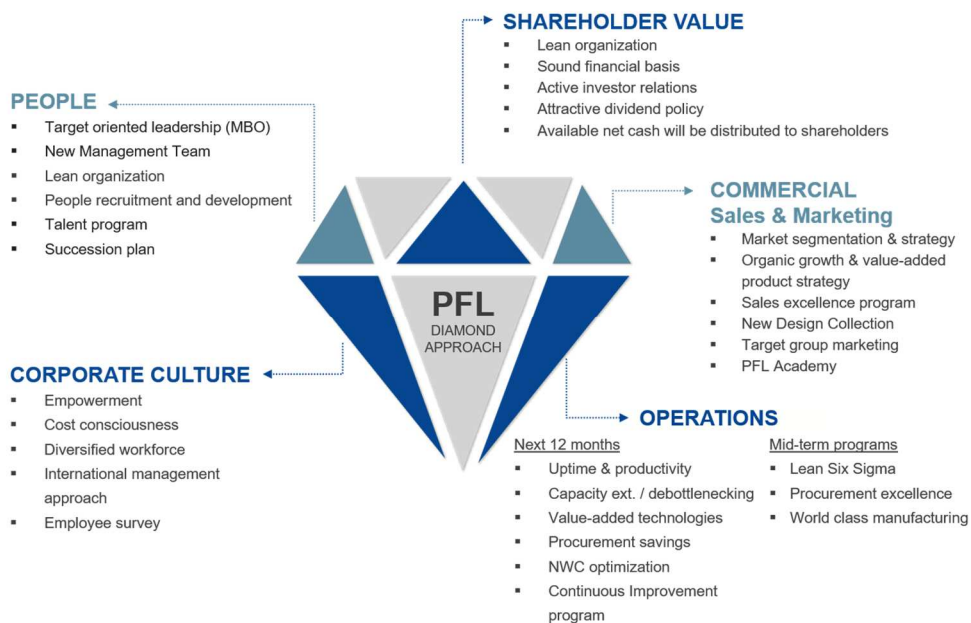 SHAREHOLDER VALUE
▪ Lean organization
▪ Sound financial basis
▪ Active investor relations
▪ Attractive dividend policy
▪ Available net cash will be distributed to shareholders
PEOPLE
▪ Target oriented leadership (MBO)
▪ New Management Team
▪ Lean organization
▪ People recruitment and development
▪ Talent program
▪ Succession plan
COMMERCIAL
Sales & Marketing
▪ Market segmentation & strategy
▪ Organic growth & value-added
product strategy
▪ Sales excellence program
▪ New Design Collection
▪ Target group marketing
▪ PFL Academy
PFL
DIAMOND
APPROACH
CORPORATE CULTURE
▪ Empowerment
▪ Cost consciousness
▪ Diversified workforce
▪ International management
approach
▪ Employee survey
OPERATIONS
Next 12 months
▪ Uptime & productivity
▪ Capacity ext. / debottlenecking
▪ Value-added technologies
▪ Procurement savings
▪ NWC optimization
▪ Continuous Improvement
program
Mid-term programs
▪ Lean Six Sigma
▪ Procurement excellence
▪ World class manufacturing